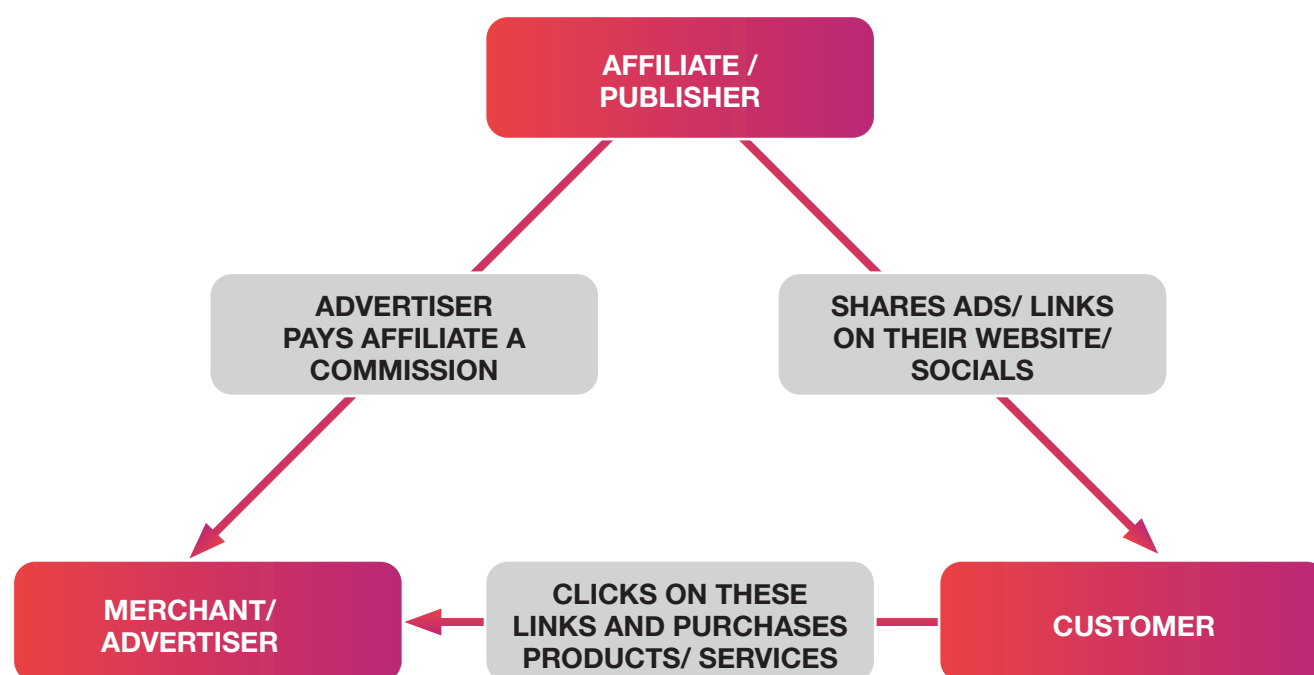 AFFILIATE /
PUBLISHER
ADVERTISER
PAYS AFFILIATE A
COMMISSION
SHARES ADS/ LINKS
ON THEIR WEBSITE/
SOCIALS
MERCHANT/
ADVERTISER
CLICKS ON THESE
LINKS AND PURCHASES
PRODUCTS/ SERVICES
CUSTOMER